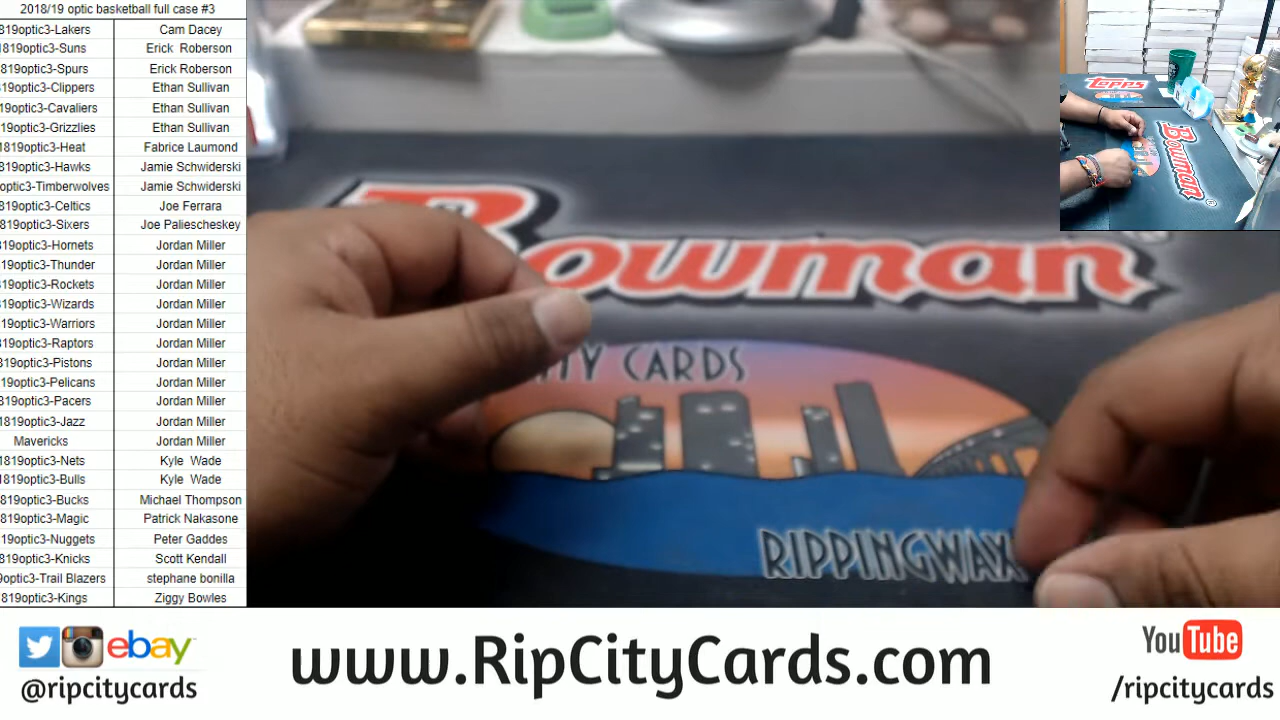 2018/19 optic basketball full case #3
819optic3-Lakers Cam Dacey
1819optic3-Suns Erick Roberson
819optic3-Spurs Erick Roberson
819optic3-Clippers Ethan Sullivan
19optic3-Cavaliers Ethan Sullivan
19optic3-Grizzlies Ethan Sullivan
1819optic3-Heat Fabrice Laumond
819optic3-Hawks Jamie Schwiderski
optic3-Timberwolves Jamie Schwiderski
819optic3-Celtics Joe Ferrara
819optic3-Sixers Joe Paliescheskey
819optic3-Hornets Jordan Miller
19optic3-Thunder Jordan Miller
19optic3-Rockets Jordan Miller
19optic3-Wizards Jordan Miller
19optic3-Warriors Jordan Miller
819optic3-Raptors Jordan Miller
819optic3-Pistons Jordan Miller
19optic3-Pelicans Jordan Miller
819optic3-Pacers Jordan Miller
1819optic3-Jazz Jordan Miller
Mavericks Jordan Miller
1819optic3-Nets Kyle Wade
1819optic3-Bulls Kyle Wade
819optic3-Bucks Michael Thompson
819optic3-Magic Patrick Nakasone
19optic3-Nuggets Peter Gaddes
819optic3-Knicks Scott Kendall
9optic3-Trail Blazers stephane bonilla
819optic3-Kings Ziggy Bowles
Bowman
ITY CARDS
RIPPINGWAX
Topps
Bowman
ebay
@ripcitycards
www.RipCityCards.com
YouTube
/ripcitycards